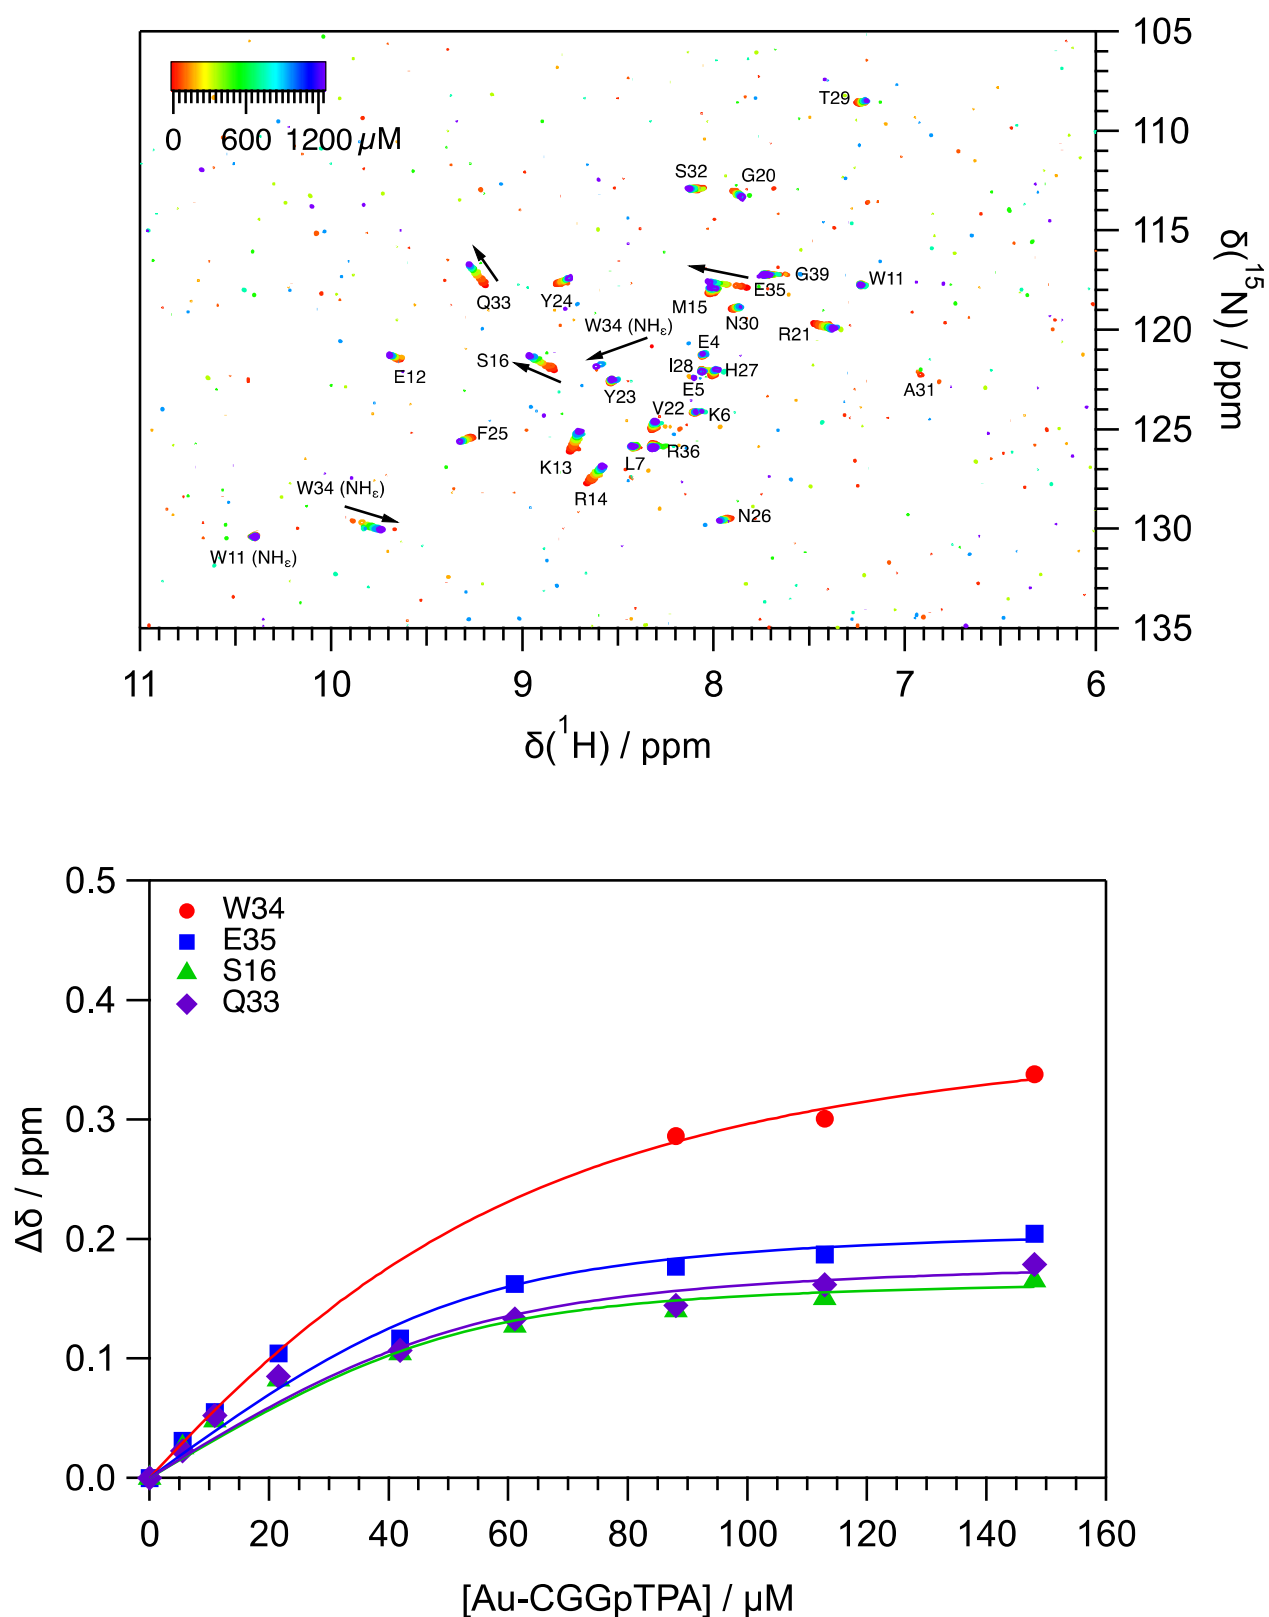 105
110
115
120
125
130
135
δ(¹⁵N) / ppm
0 600 1200 μM
T29
S32
G20
Q33
Y24
G39
E35
W11
M15
N30
R21
W34 (NHε)
E4
S16
E12
I28
H27
E5
A31
Y23
V22
K6
F25
K13
L7
R36
R14
W34 (NHε)
N26
W11 (NHε)
11 10 9 8 7 6
δ(¹H) / ppm
0.5
0.4
0.3
0.2
0.1
0.0
Δδ / ppm
W34
E35
S16
Q33
0 20 40 60 80 100 120 140 160
[Au-CGGpTPA] / μM